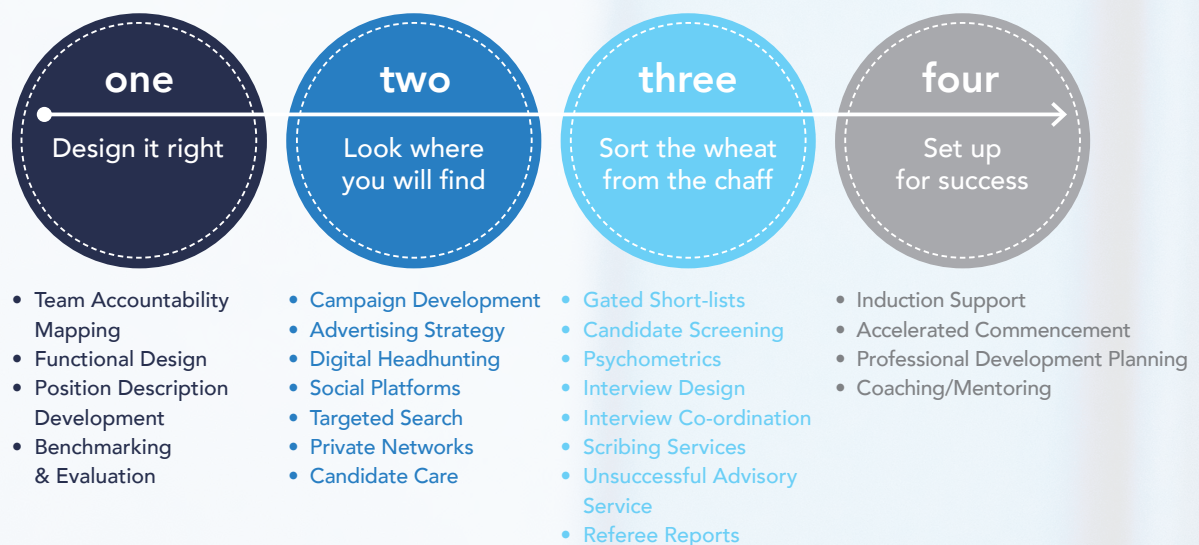 one
Design it right
two
Look where
you will find
three
Sort the wheat
from the chaff
four
Set up
for success
• Team Accountability
Mapping
• Functional Design
• Position Description
Development
• Benchmarking
& Evaluation
• Campaign Development
• Advertising Strategy
• Digital Headhunting
• Social Platforms
• Targeted Search
• Private Networks
• Candidate Care
• Gated Short-lists
• Candidate Screening
• Psychometrics
• Interview Design
• Interview Co-ordination
• Scribing Services
• Unsuccessful Advisory
Service
• Referee Reports
• Induction Support
• Accelerated Commencement
• Professional Development Planning
• Coaching/Mentoring